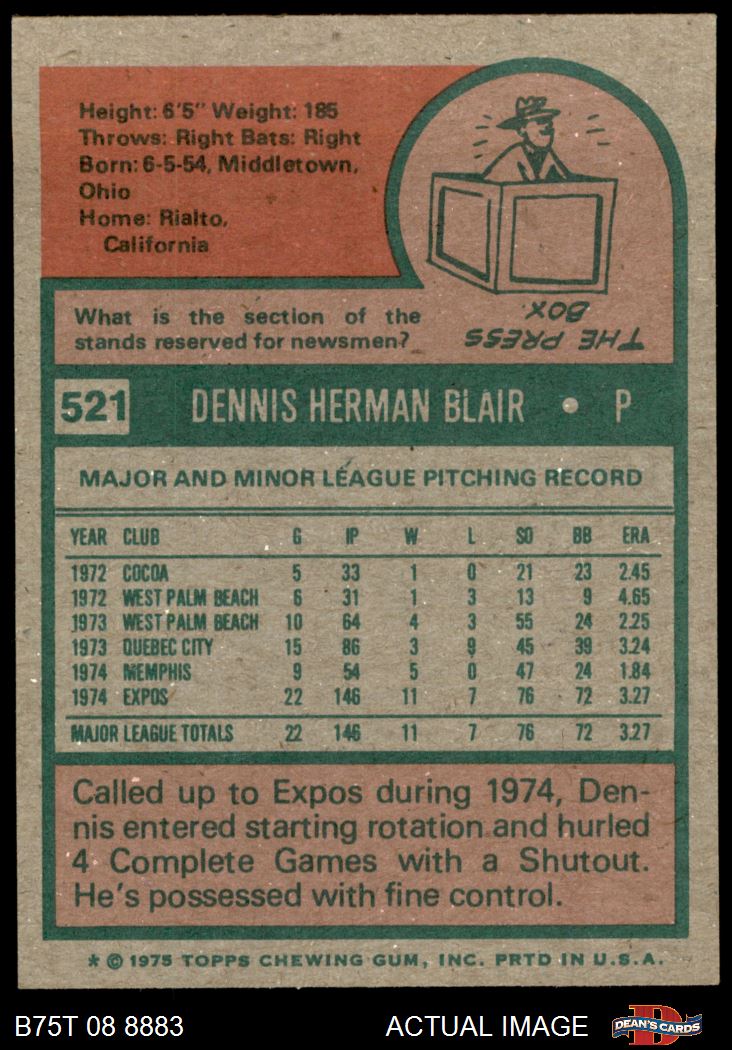 Height: 6'5" Weight: 185
Throws: Right Bats: Right
Born: 6-5-54, Middletown,
Ohio
Home: Rialto,
California
What is the section of the
stands reserved for newsmen?
THE PRESS
BOX.
521 DENNIS HERMAN BLAIR • P
MAJOR AND MINOR LEAGUE PITCHING RECORD
YEAR CLUB G IP W L SO BB ERA
1972 COCOA 5 33 1 0 21 23 2.45
1972 WEST PALM BEACH 6 31 1 3 13 9 4.65
1973 WEST PALM BEACH 10 64 4 3 55 24 2.25
1973 QUEBEC CITY 15 86 3 9 45 39 3.24
1974 MEMPHIS 9 54 5 0 47 24 1.84
1974 EXPOS 22 146 11 7 76 72 3.27
MAJOR LEAGUE TOTALS 22 146 11 7 76 72 3.27
Called up to Expos during 1974, Den-
nis entered starting rotation and hurled
4 Complete Games with a Shutout.
He's possessed with fine control.
* © 1975 TOPPS CHEWING GUM, INC. PRTD IN U.S.A.
B75T 08 8883 ACTUAL IMAGE D DEAN'S CARDS